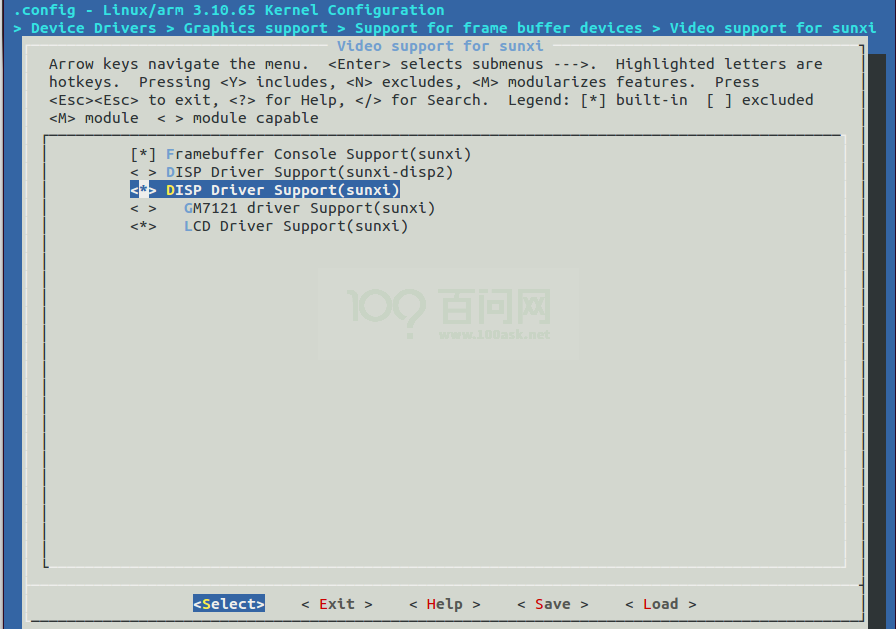 .config - Linux/arm 3.10.65 Kernel Configuration
> Device Drivers > Graphics support > Support for frame buffer devices > Video support for sunxi
Video support for sunxi
Arrow keys navigate the menu.  <Enter> selects submenus --->.  Highlighted letters are
hotkeys.  Pressing <Y> includes, <N> excludes, <M> modularizes features.  Press
<Esc><Esc> to exit, <?> for Help, </> for Search.  Legend: [*] built-in  [ ] excluded
<M> module  < > module capable
[*] Framebuffer Console Support(sunxi)
< > DISP Driver Support(sunxi-disp2)
<*> DISP Driver Support(sunxi)
< >   GM7121 driver Support(sunxi)
<*>   LCD Driver Support(sunxi)
100? 百问网
www.100ask.net
<Select>    < Exit >    < Help >    < Save >    < Load >